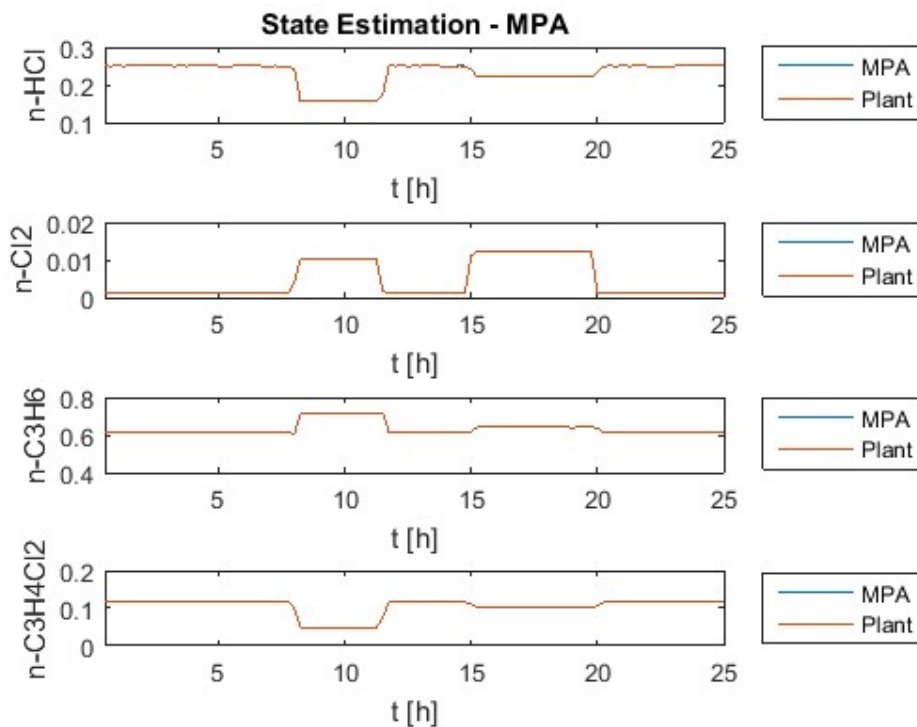 State Estimation - MPA
n-HCl
0.3
0.2
0.1
5 10 15 20 25
t [h]
MPA
Plant
n-Cl2
0.02
0.01
0
5 10 15 20 25
t [h]
MPA
Plant
n-C3H6
0.8
0.6
0.4
5 10 15 20 25
t [h]
MPA
Plant
n-C3H4Cl2
0.2
0.1
0
5 10 15 20 25
t [h]
MPA
Plant